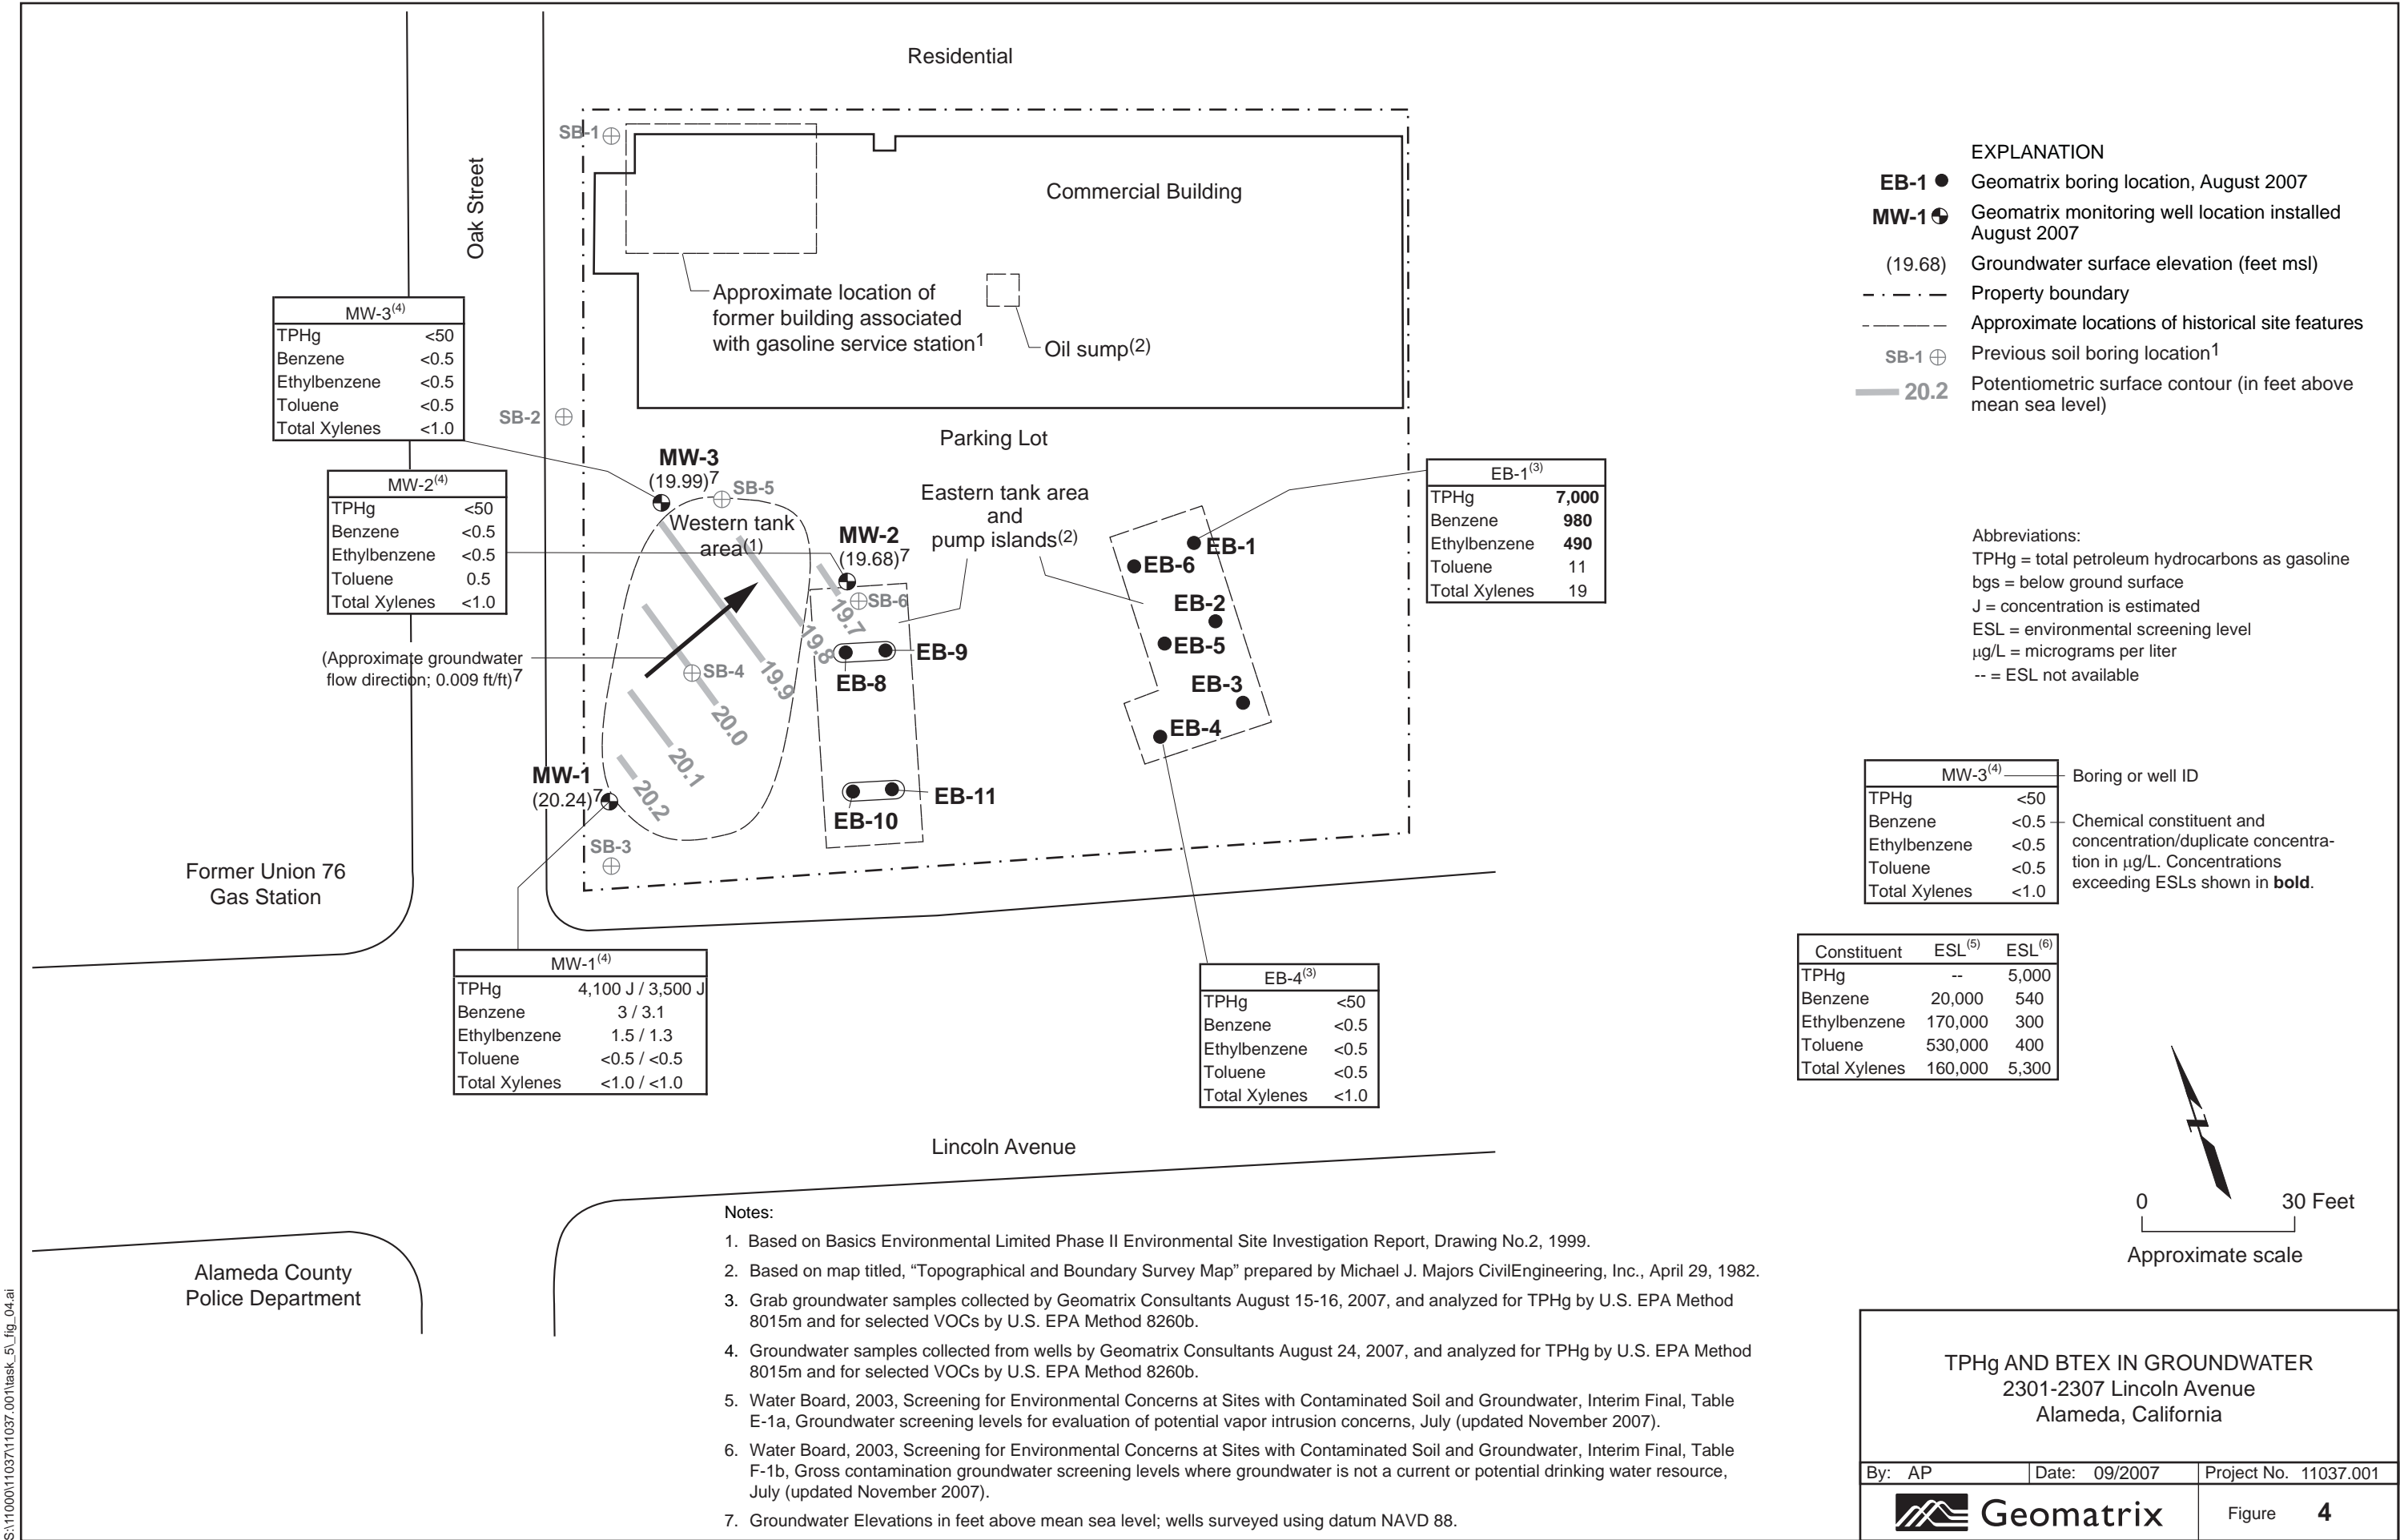 Residential
Oak Street
SB-1
Commercial Building
Approximate location of
former building associated
with gasoline service station1
Oil sump(2)
SB-2
Parking Lot
MW-3(4)
TPHg <50
Benzene <0.5
Ethylbenzene <0.5
Toluene <0.5
Total Xylenes <1.0
MW-2(4)
TPHg <50
Benzene <0.5
Ethylbenzene <0.5
Toluene 0.5
Total Xylenes <1.0
(Approximate groundwater
flow direction; 0.009 ft/ft)7
MW-3
(19.99)7
SB-5
Western tank
area(1)
MW-2
(19.68)7
SB-6
Eastern tank area
and
pump islands(2)
19.7
19.8
19.9
20.0
20.1
20.2
SB-4
EB-9
EB-8
EB-11
EB-10
MW-1
(20.24)7
SB-3
EB-1
EB-6
EB-2
EB-5
EB-3
EB-4
EB-1(3)
TPHg 7,000
Benzene 980
Ethylbenzene 490
Toluene 11
Total Xylenes 19
Former Union 76
Gas Station
MW-1(4)
TPHg 4,100 J / 3,500 J
Benzene 3 / 3.1
Ethylbenzene 1.5 / 1.3
Toluene <0.5 / <0.5
Total Xylenes <1.0 / <1.0
EB-4(3)
TPHg <50
Benzene <0.5
Ethylbenzene <0.5
Toluene <0.5
Total Xylenes <1.0
Lincoln Avenue
Alameda County
Police Department
EXPLANATION
EB-1 Geomatrix boring location, August 2007
MW-1 Geomatrix monitoring well location installed
August 2007
(19.68) Groundwater surface elevation (feet msl)
Property boundary
Approximate locations of historical site features
SB-1 Previous soil boring location1
20.2 Potentiometric surface contour (in feet above
mean sea level)
Abbreviations:
TPHg = total petroleum hydrocarbons as gasoline
bgs = below ground surface
J = concentration is estimated
ESL = environmental screening level
µg/L = micrograms per liter
-- = ESL not available
MW-3(4) Boring or well ID
TPHg <50
Benzene <0.5
Ethylbenzene <0.5
Toluene <0.5
Total Xylenes <1.0
Chemical constituent and
concentration/duplicate concentra-
tion in µg/L. Concentrations
exceeding ESLs shown in bold.
Constituent ESL(5) ESL(6)
TPHg -- 5,000
Benzene 20,000 540
Ethylbenzene 170,000 300
Toluene 530,000 400
Total Xylenes 160,000 5,300
0 30 Feet
Approximate scale
Notes:
1. Based on Basics Environmental Limited Phase II Environmental Site Investigation Report, Drawing No.2, 1999.
2. Based on map titled, “Topographical and Boundary Survey Map” prepared by Michael J. Majors CivilEngineering, Inc., April 29, 1982.
3. Grab groundwater samples collected by Geomatrix Consultants August 15-16, 2007, and analyzed for TPHg by U.S. EPA Method
8015m and for selected VOCs by U.S. EPA Method 8260b.
4. Groundwater samples collected from wells by Geomatrix Consultants August 24, 2007, and analyzed for TPHg by U.S. EPA Method
8015m and for selected VOCs by U.S. EPA Method 8260b.
5. Water Board, 2003, Screening for Environmental Concerns at Sites with Contaminated Soil and Groundwater, Interim Final, Table
E-1a, Groundwater screening levels for evaluation of potential vapor intrusion concerns, July (updated November 2007).
6. Water Board, 2003, Screening for Environmental Concerns at Sites with Contaminated Soil and Groundwater, Interim Final, Table
F-1b, Gross contamination groundwater screening levels where groundwater is not a current or potential drinking water resource,
July (updated November 2007).
7. Groundwater Elevations in feet above mean sea level; wells surveyed using datum NAVD 88.
TPHg AND BTEX IN GROUNDWATER
2301-2307 Lincoln Avenue
Alameda, California
By: AP Date: 09/2007 Project No. 11037.001
Geomatrix Figure 4
S:\11000\11037\11037.001\task_5\_fig_04.ai